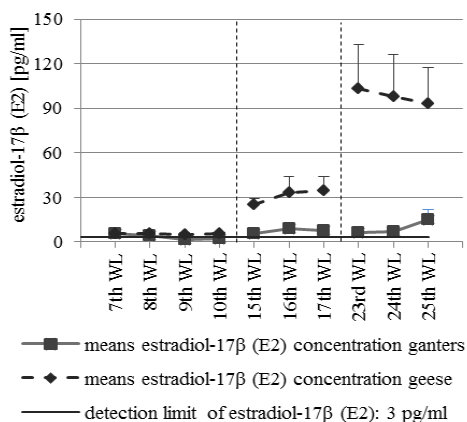 150
120
90
60
30
0
estradiol-17β (E2) [pg/ml]
7th WL
8th WL
9th WL
10th WL
15th WL
16th WL
17th WL
23rd WL
24th WL
25th WL
means estradiol-17β (E2) concentration ganters
means estradiol-17β (E2) concentration geese
detection limit of estradiol-17β (E2): 3 pg/ml